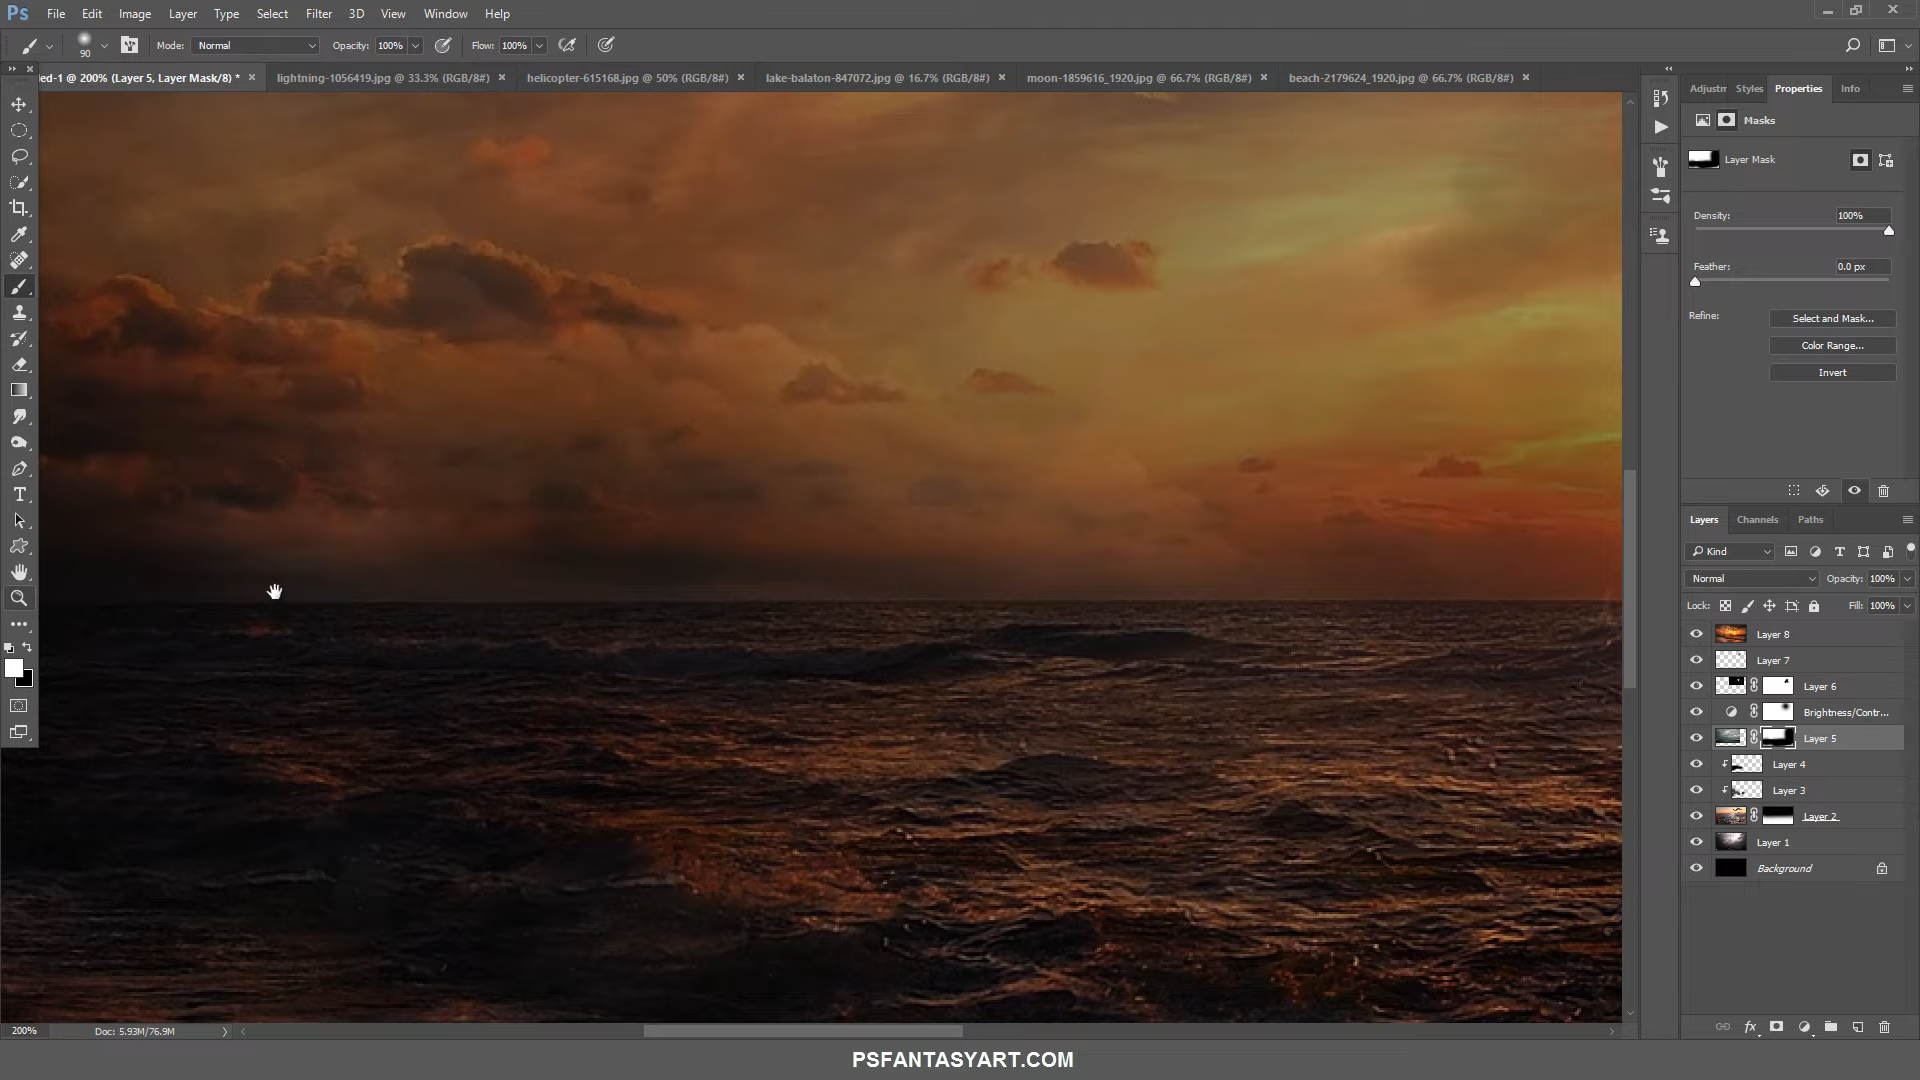 Ps File Edit Image Layer Type Select Filter 3D View Window Help
90 Mode: Normal Opacity: 100% Flow: 100%
ed-1 @ 200% (Layer 5, Layer Mask/8) * × lightning-1056419.jpg @ 33.3% (RGB/8#) × helicopter-615168.jpg @ 50% (RGB/8#) × lake-balaton-847072.jpg @ 16.7% (RGB/8#) × moon-1859616_1920.jpg @ 66.7% (RGB/8#) × beach-2179624_1920.jpg @ 66.7% (RGB/8#) ×
Adjustm Styles Properties Info
Masks
Layer Mask
Density: 100%
Feather: 0.0 px
Refine: Select and Mask...
Color Range...
Invert
Layers Channels Paths
Kind
Normal Opacity: 100%
Lock: Fill: 100%
Layer 8
Layer 7
Layer 6
Brightness/Contr...
Layer 5
Layer 4
Layer 3
Layer 2
Layer 1
Background
200% Doc: 5.93M/76.9M
fx
PSFANTASYART.COM